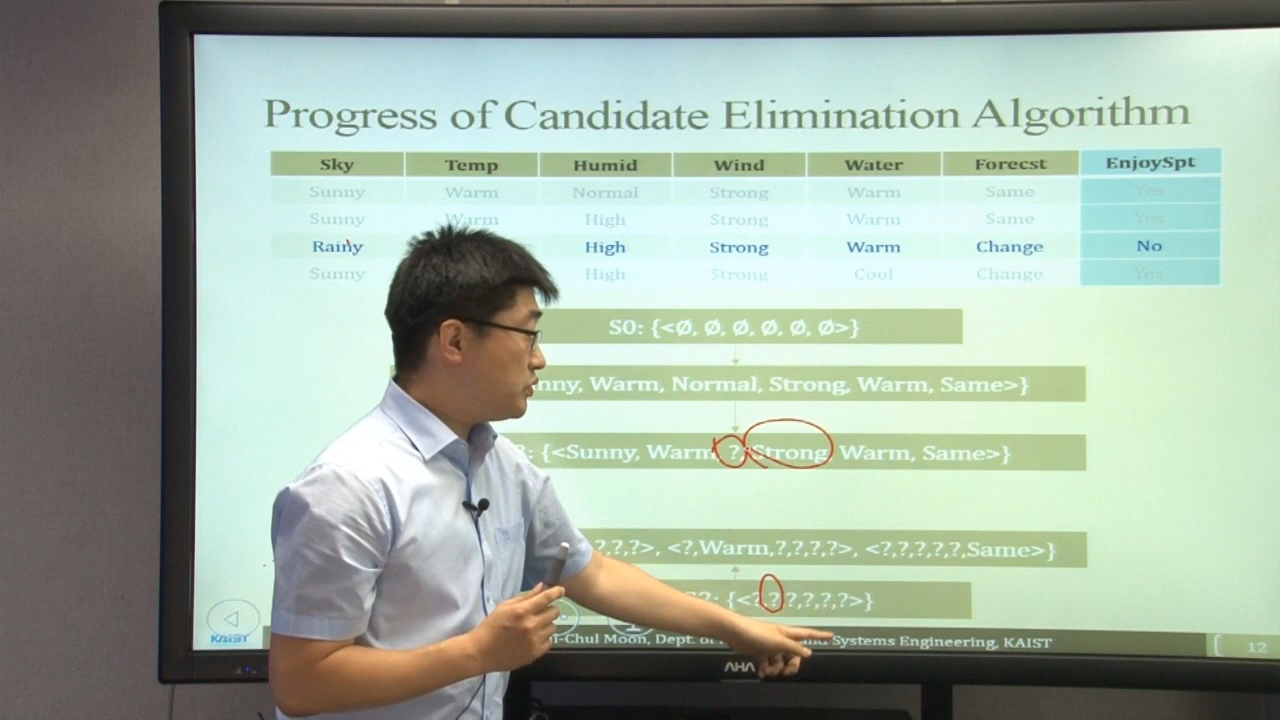 Progress of Candidate Elimination Algorithm
Sky Temp Humid Wind Water Forecst EnjoySpt
Sunny Warm Normal Strong Warm Same Yes
Sunny Warm High Strong Warm Same Yes
Rainy High Strong Warm Change No
Sunny High Strong Cool Change Yes
S0: {<Ø, Ø, Ø, Ø, Ø, Ø>}
Warm, Normal, Strong, Warm, Same>}
{<Sunny, Warm, ?, Strong, Warm, Same>}
?,?,?>, <?,Warm,?,?,?,?>, <?,?,?,?,?,Same>}
{<?,?,?,?,?,?>}
KAIST
Moon, Dept. of and Systems Engineering, KAIST
12
AHA